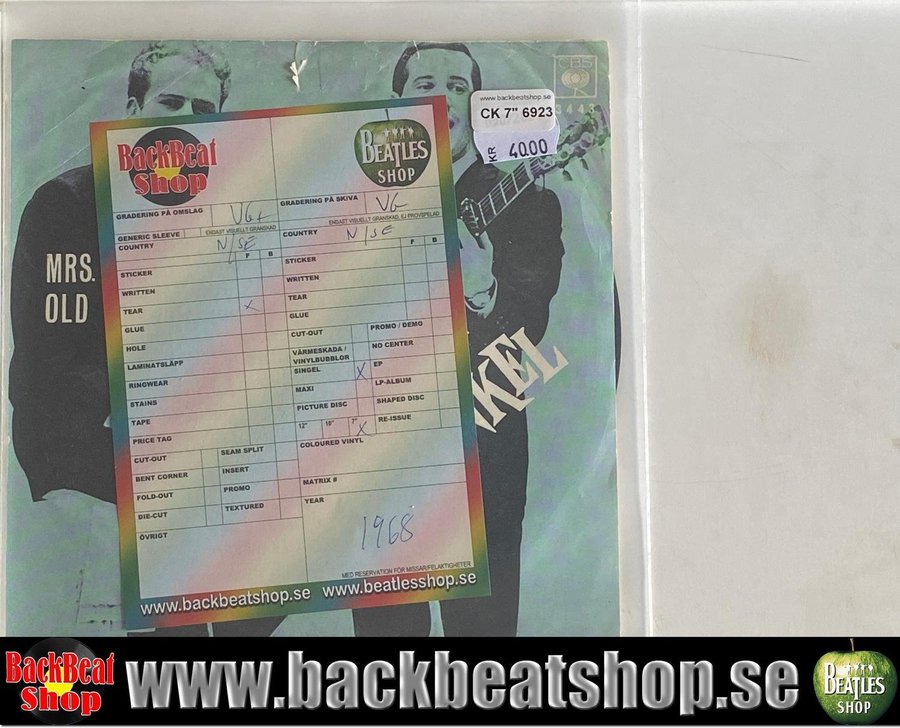 CBS
www.backbeatshop.se
CK 7" 6923
KR 40.00
443
MRS.
OLD
KEL
BackBeat
Shop
BEATLES
SHOP
GRADERING PÅ OMSLAG VG+
ENDAST VISUELLT GRANSKAD
GENERIC SLEEVE
COUNTRY N/SE
F B
STICKER
WRITTEN
TEAR X
GLUE
HOLE
LAMINATSLÄPP
RINGWEAR
STAINS
TAPE
PRICE TAG
CUT-OUT SEAM SPLIT
BENT CORNER INSERT
FOLD-OUT PROMO
DIE-CUT TEXTURED
ÖVRIGT
GRADERING PÅ SKIVA VG-
ENDAST VISUELLT GRANSKAD, EJ PROVSPELAD
COUNTRY N/SE
F B
STICKER
WRITTEN
TEAR
GLUE
CUT-OUT PROMO / DEMO
VÄRMESKADA /
VINYLBUBBLOR NO CENTER
SINGEL X EP
MAXI LP-ALBUM
PICTURE DISC SHAPED DISC
12" 10" 7" X RE-ISSUE
COLOURED VINYL
MATRIX #
YEAR
1968
MED RESERVATION FÖR MISSAR/FELAKTIGHETER
www.backbeatshop.se www.beatlesshop.se
BackBeat
Shop
www.backbeatshop.se
BEATLES
SHOP